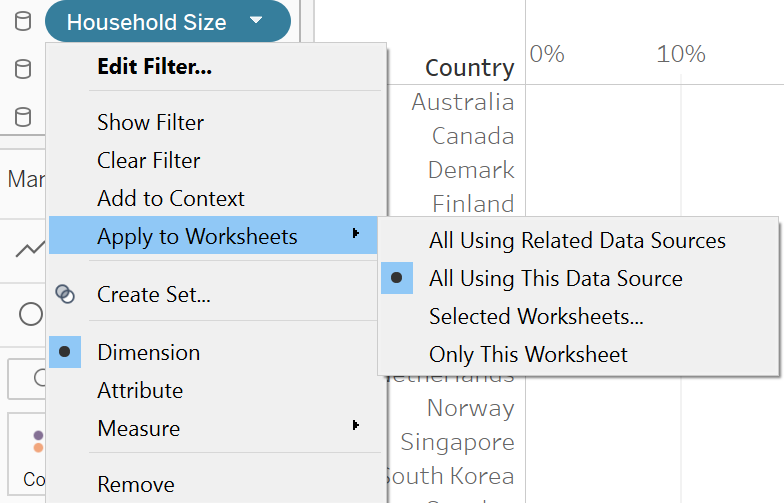 Household Size
Edit Filter...
Show Filter
Clear Filter
Add to Context
Apply to Worksheets
Create Set...
Dimension
Attribute
Measure
Remove
All Using Related Data Sources
All Using This Data Source
Selected Worksheets...
Only This Worksheet
Mar
Co
0% 10%
Country
Australia
Canada
Demark
Finland
Netherlands
Norway
Singapore
South Korea